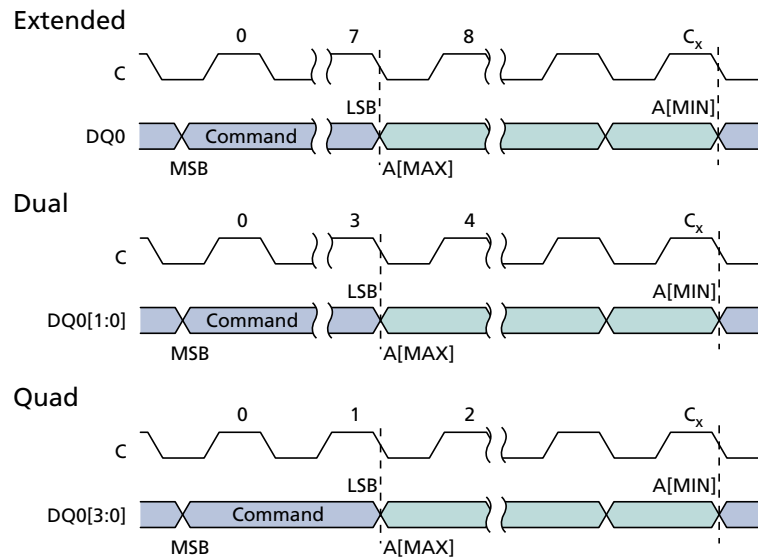 Extended
0 7 8 Cx
C
LSB A[MIN]
DQ0 Command
MSB A[MAX]
Dual
0 3 4 Cx
C
LSB A[MIN]
DQ0[1:0] Command
MSB A[MAX]
Quad
0 1 2 Cx
C
LSB A[MIN]
DQ0[3:0] Command
MSB A[MAX]